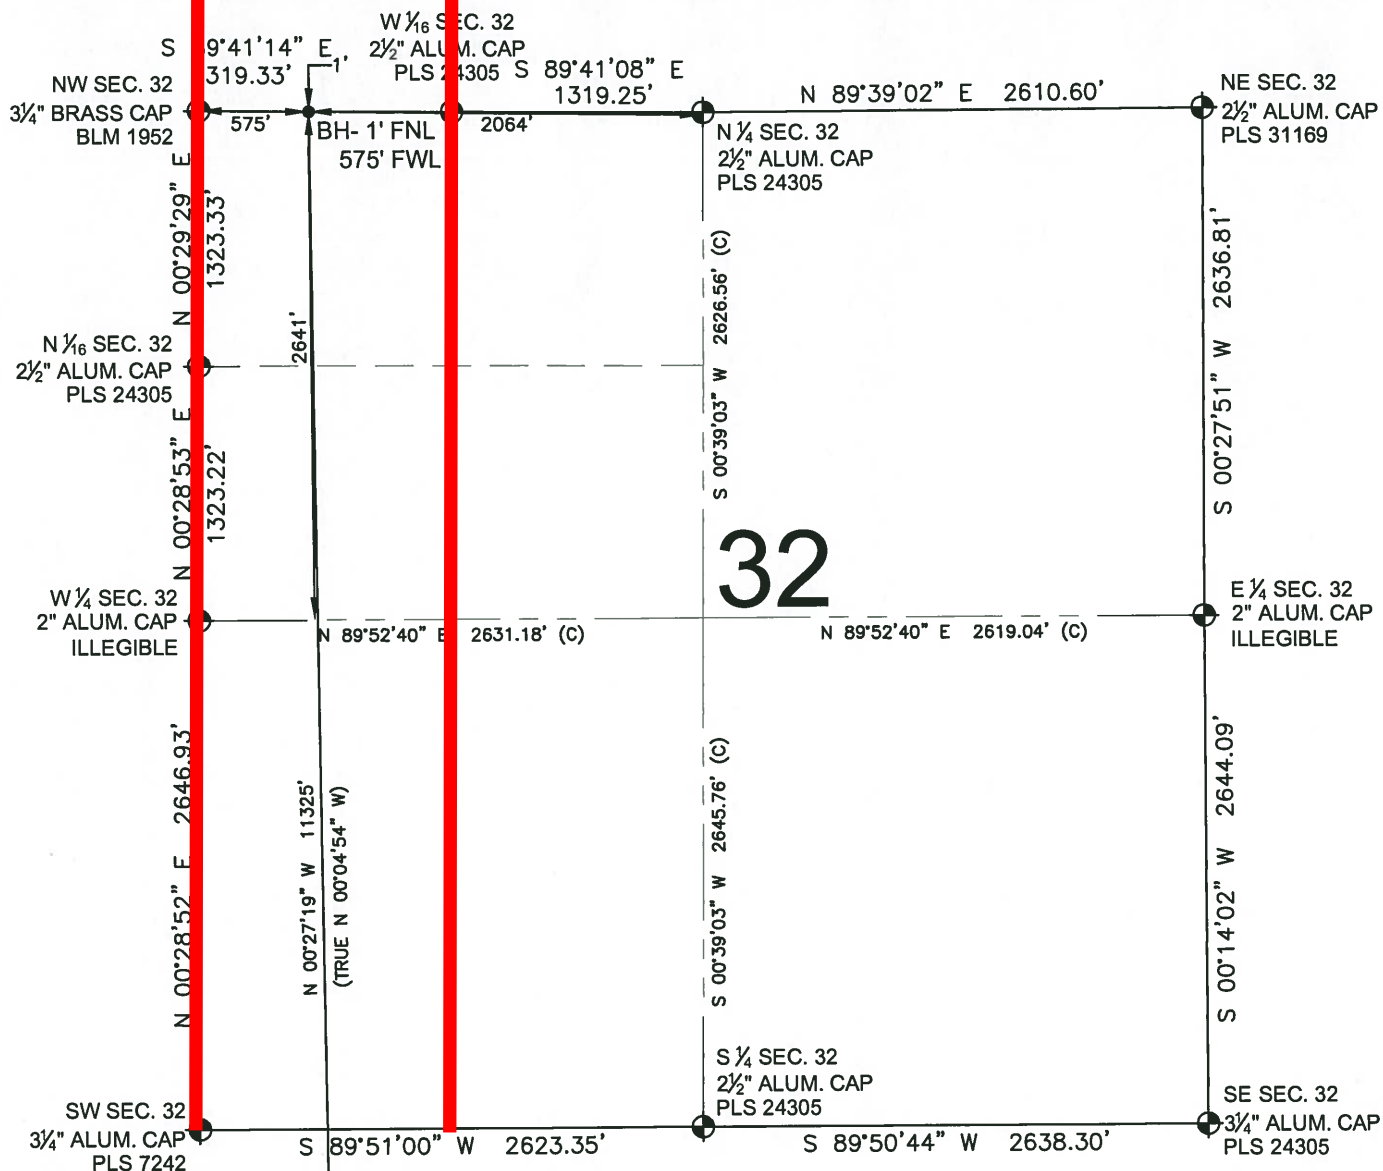 W 1⁄16 SEC. 32
2½" ALUM. CAP
PLS 24305
S 89°41'14" E
1319.33'
1'
S 89°41'08" E
1319.25'
N 89°39'02" E 2610.60'
NE SEC. 32
2½" ALUM. CAP
PLS 31169
NW SEC. 32
3¼" BRASS CAP
BLM 1952
575'
BH- 1' FNL
575' FWL
2064'
N ¼ SEC. 32
2½" ALUM. CAP
PLS 24305
N 00°29'29" E
1323.33'
2641'
S 00°39'03" W 2626.56' (C)
S 00°27'51" W 2636.81'
N 1⁄16 SEC. 32
2½" ALUM. CAP
PLS 24305
N 00°28'53" E
1323.22'
32
W ¼ SEC. 32
2" ALUM. CAP
ILLEGIBLE
N 89°52'40" E 2631.18' (C)
N 89°52'40" E 2619.04' (C)
E ¼ SEC. 32
2" ALUM. CAP
ILLEGIBLE
N 00°28'52" E 2646.93'
N 00°27'19" W 11325'
(TRUE N 00°04'54" W)
S 00°39'03" W 2645.76' (C)
S 00°14'02" W 2644.09'
S ¼ SEC. 32
2½" ALUM. CAP
PLS 24305
SW SEC. 32
3¼" ALUM. CAP
PLS 7242
S 89°51'00" W 2623.35'
S 89°50'44" W 2638.30'
SE SEC. 32
3¼" ALUM. CAP
PLS 24305